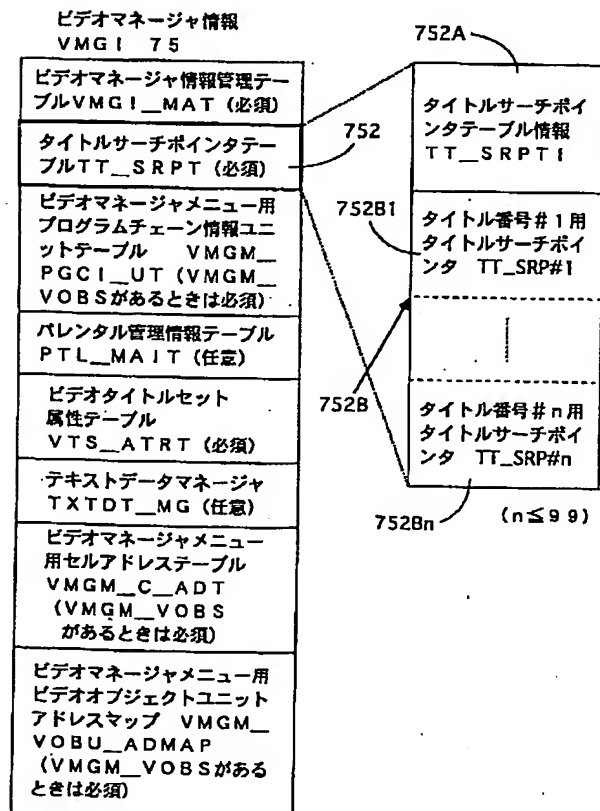 ビデオマネージャ情報
VMGI 75
ビデオマネージャ情報管理テー
ブルVMGI__MAT (必須)
タイトルサーチポインタテー
ブルTT__SRPT (必須)
ビデオマネージャメニュー用
プログラムチェーン情報ユニ
ットテーブル VMGM__
PGCI_UT (VMGM__
VOBSがあるときは必須)
パレンタル管理情報テーブル
PTL__MAIT (任意)
ビデオタイトルセット
属性テーブル
VTS__ATRT (必須)
テキストデータマネージャ
TXTDT__MG (任意)
ビデオマネージャメニュー
用セルアドレステーブル
VMGM__C__ADT
(VMGM__VOBS
があるときは必須)
ビデオマネージャメニュー用
ビデオオブジェクトユニット
アドレスマップ VMGM__
VOBU__ADMAP
(VMGM__VOBSがある
ときは必須)
752
752A
タイトルサーチポイ
ンタテーブル情報
TT__SRPTI
752B1
タイトル番号#1用
タイトルサーチポイ
ンタ TT_SRP#1
752B
タイトル番号#n用
タイトルサーチポイ
ンタ TT_SRP#n
752Bn
(n≦99)